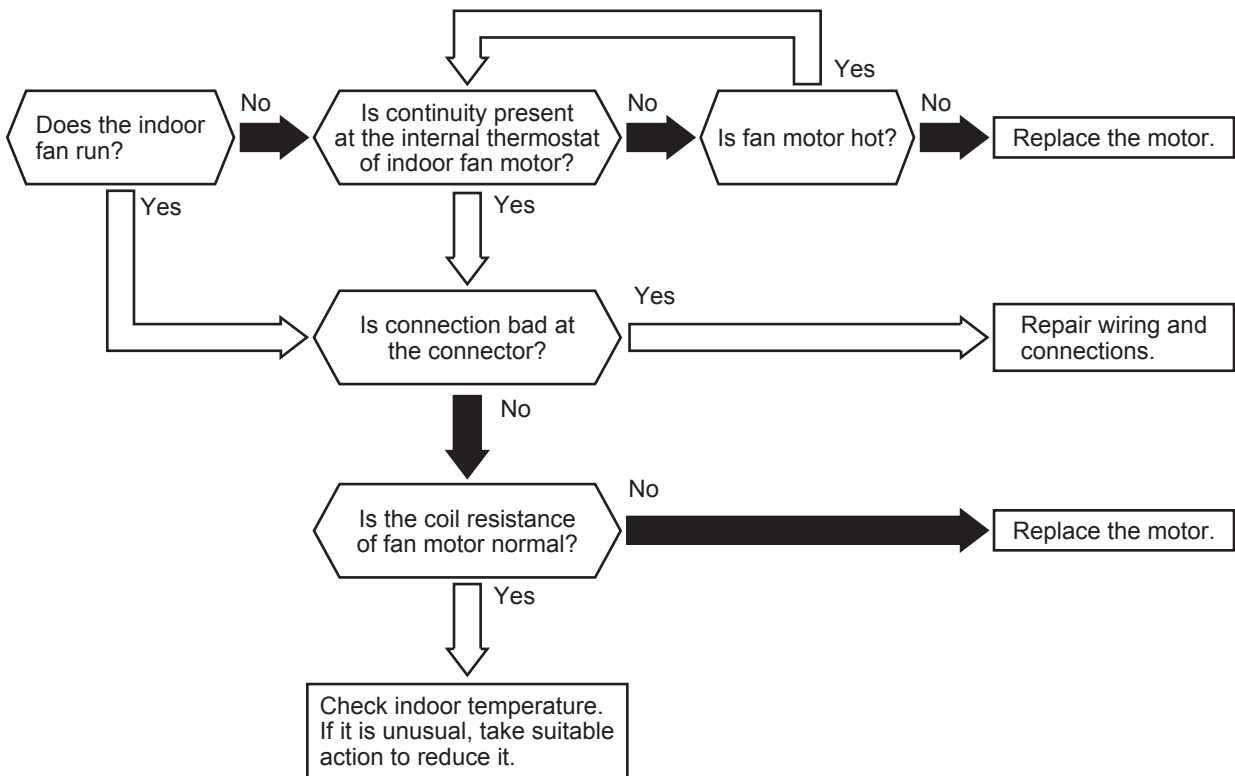 Yes
Does the indoor
fan run?
No
Is continuity present
at the internal thermostat
of indoor fan motor?
No
Is fan motor hot?
No
Replace the motor.
Yes
Yes
Is connection bad at
the connector?
Yes
Repair wiring and
connections.
No
Is the coil resistance
of fan motor normal?
No
Replace the motor.
Yes
Check indoor temperature.
If it is unusual, take suitable
action to reduce it.